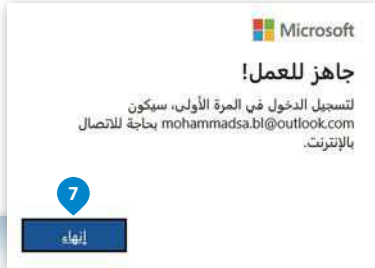 Microsoft
جاهز للعمل!
لتسجيل الدخول في المرة الأولى، سيكون
mohammadsa.bl@outlook.com بحاجة للاتصال
بالإنترنت.
7
إنهاء